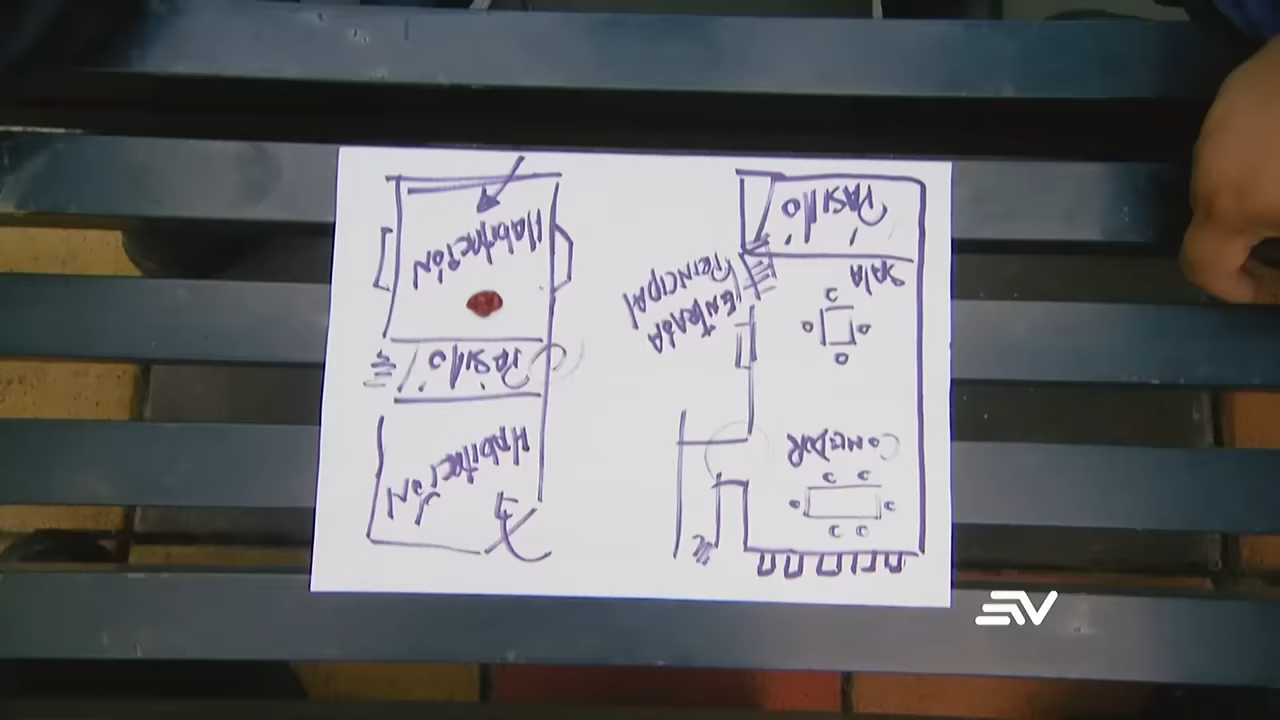 HAbitAcióN
PASillO
HAbitAcióN
PASillO
SAlA
ENTRADA
PRINCIPAl
COMEDOR